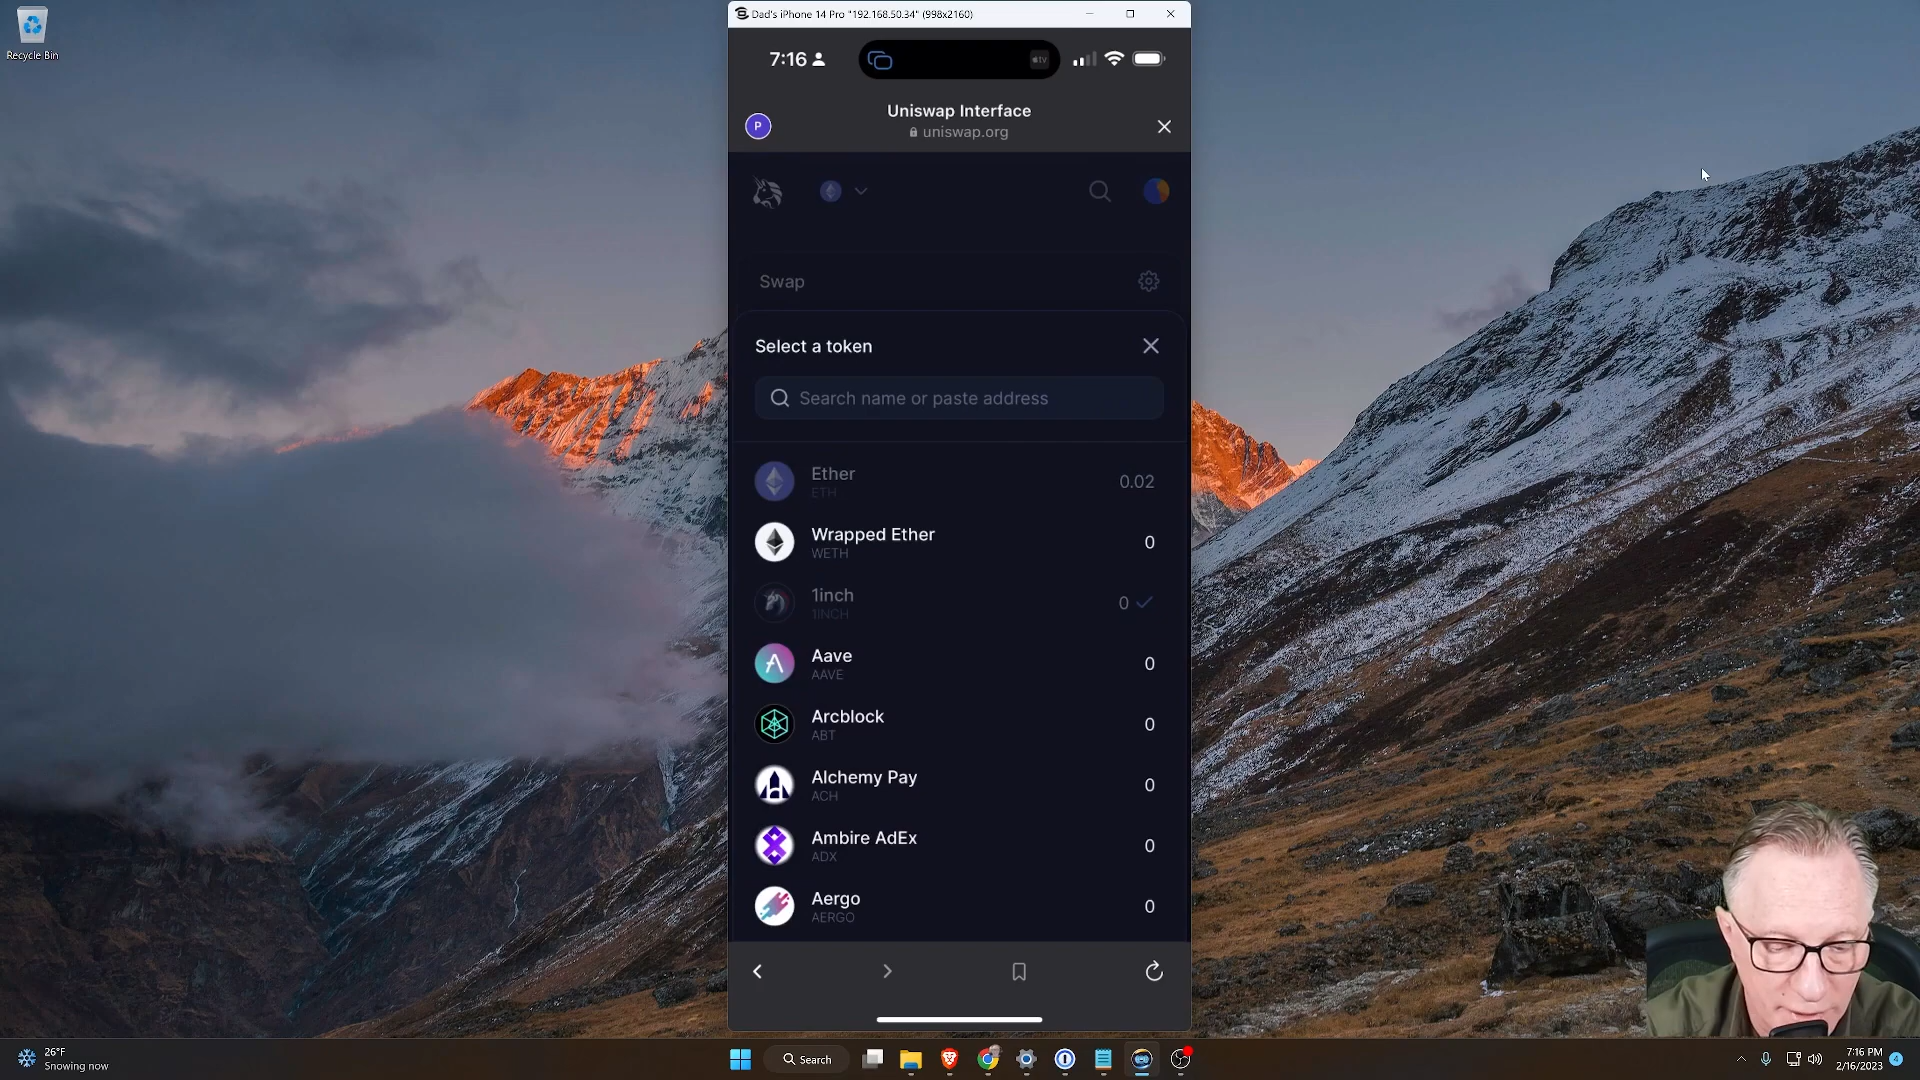 Recycle Bin
Dad's iPhone 14 Pro "192.168.50.34" (998x2160)
7:16
tv
P
Uniswap Interface
uniswap.org
Swap
Select a token
Search name or paste address
Ether
ETH
0.02
Wrapped Ether
WETH
0
1inch
1INCH
0
Aave
AAVE
0
Arcblock
ABT
0
Alchemy Pay
ACH
0
Ambire AdEx
ADX
0
Aergo
AERGO
0
26°F
Snowing now
Search
7:16 PM
2/16/2023
4